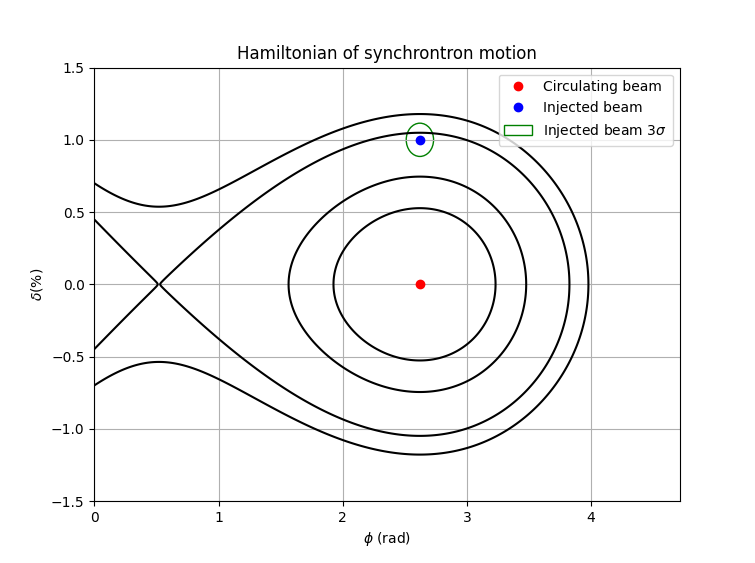 Hamiltonian of synchrontron motion
Circulating beam
Injected beam
Injected beam 3σ
δ(%)
1.5
1.0
0.5
0.0
−0.5
−1.0
−1.5
0 1 2 3 4
ϕ (rad)